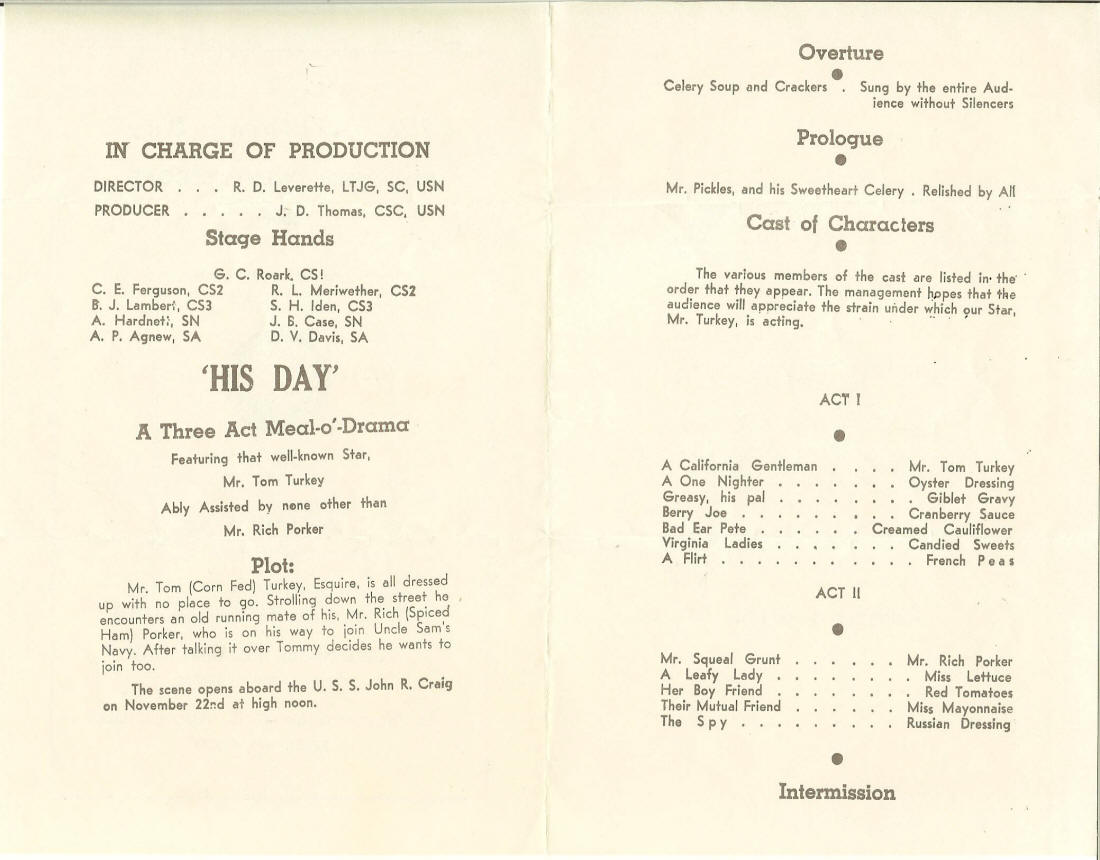 IN CHARGE OF PRODUCTION
DIRECTOR . . . R. D. Leverette, LTJG, SC, USN
PRODUCER . . . . . J. D. Thomas, CSC, USN
Stage Hands
G. C. Roark, CS!
C. E. Ferguson, CS2 R. L. Meriwether, CS2
B. J. Lambert, CS3 S. H. Iden, CS3
A. Hardnett, SN J. B. Case, SN
A. P. Agnew, SA D. V. Davis, SA
'HIS DAY'
A Three Act Meal-o'-Drama
Featuring that well-known Star,
Mr. Tom Turkey
Ably Assisted by none other than
Mr. Rich Porker
Plot:
Mr. Tom (Corn Fed) Turkey, Esquire, is all dressed
up with no place to go. Strolling down the street he
encounters an old running mate of his, Mr. Rich (Spiced
Ham) Porker, who is on his way to join Uncle Sam's
Navy. After talking it over Tommy decides he wants to
join too.
The scene opens aboard the U. S. S. John R. Craig
on November 22nd at high noon.
Overture
Celery Soup and Crackers . Sung by the entire Aud-
ience without Silencers
Prologue
Mr. Pickles, and his Sweetheart Celery . Relished by All
Cast of Characters
The various members of the cast are listed in the
order that they appear. The management hopes that the
audience will appreciate the strain under which our Star,
Mr. Turkey, is acting.
ACT I
A California Gentleman . . . . Mr. Tom Turkey
A One Nighter . . . . . . . Oyster Dressing
Greasy, his pal . . . . . . . . Giblet Gravy
Berry Joe . . . . . . . . . Cranberry Sauce
Bad Ear Pete . . . . . . Creamed Cauliflower
Virginia Ladies . . . . . . . Candied Sweets
A Flirt . . . . . . . . . . . French Peas
ACT II
Mr. Squeal Grunt . . . . . . Mr. Rich Porker
A Leafy Lady . . . . . . . . Miss Lettuce
Her Boy Friend . . . . . . . . Red Tomatoes
Their Mutual Friend . . . . . . Miss Mayonnaise
The Spy . . . . . . . . . Russian Dressing
Intermission